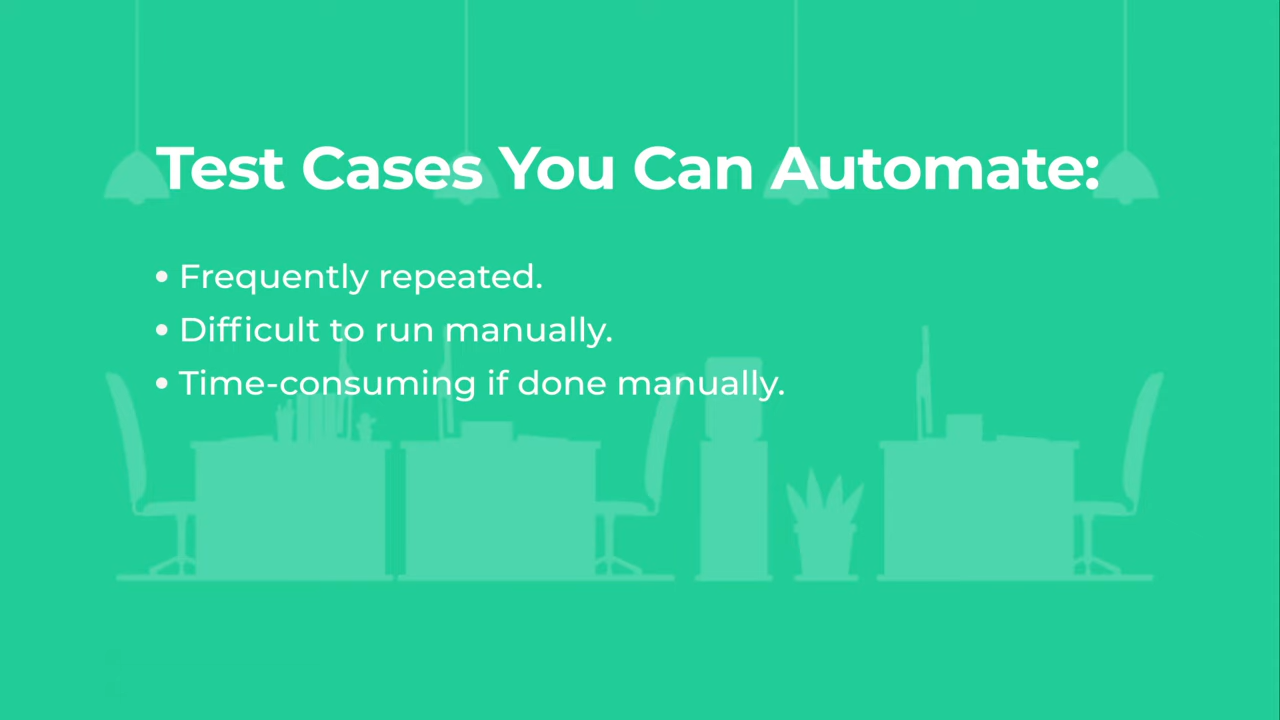 Test Cases You Can Automate:
• Frequently repeated.
• Difficult to run manually.
• Time-consuming if done manually.